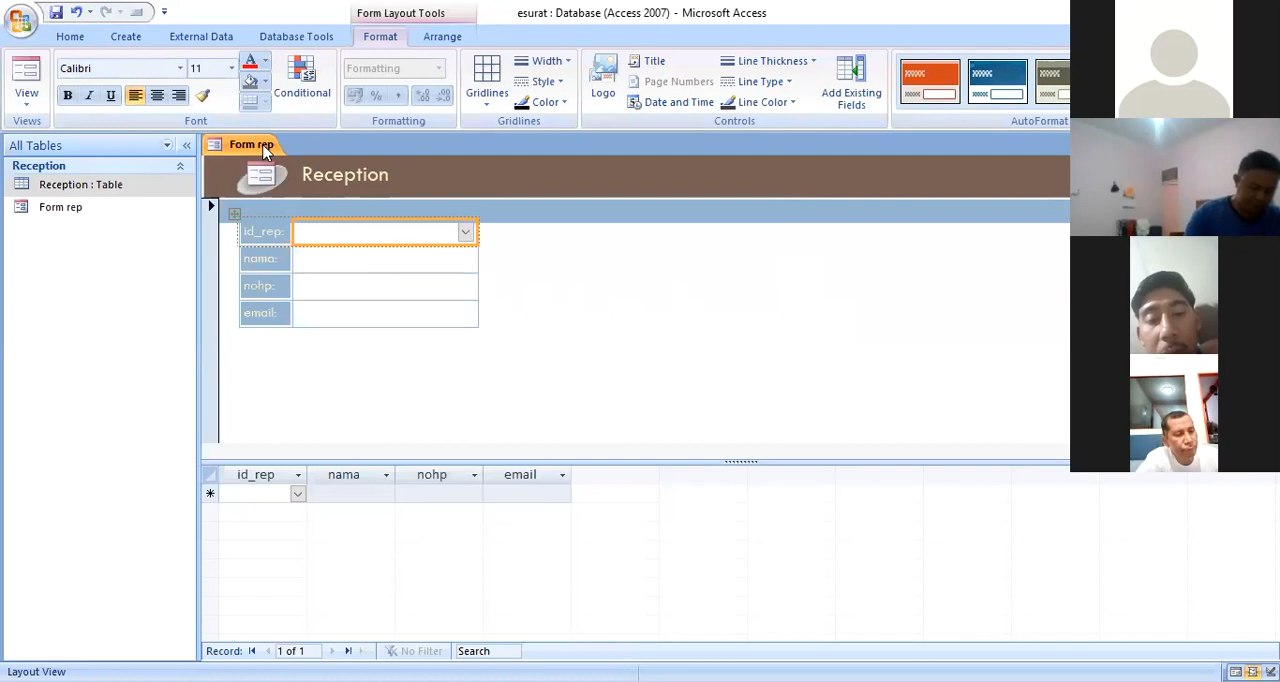 Form Layout Tools
esurat : Database (Access 2007) - Microsoft Access
Home
Create
External Data
Database Tools
Format
Arrange
View
Views
Calibri
11
B I U
A
Conditional
Font
Formatting
% ,
Formatting
Gridlines
Width
Style
Color
Gridlines
Logo
Title
Page Numbers
Date and Time
Line Thickness
Line Type
Line Color
Add Existing
Fields
Controls
AutoFormat
All Tables
Reception
Reception : Table
Form rep
Form rep
Reception
id_rep:
nama:
nohp:
email:
id_rep
nama
nohp
email
Record:
1 of 1
No Filter
Search
Layout View